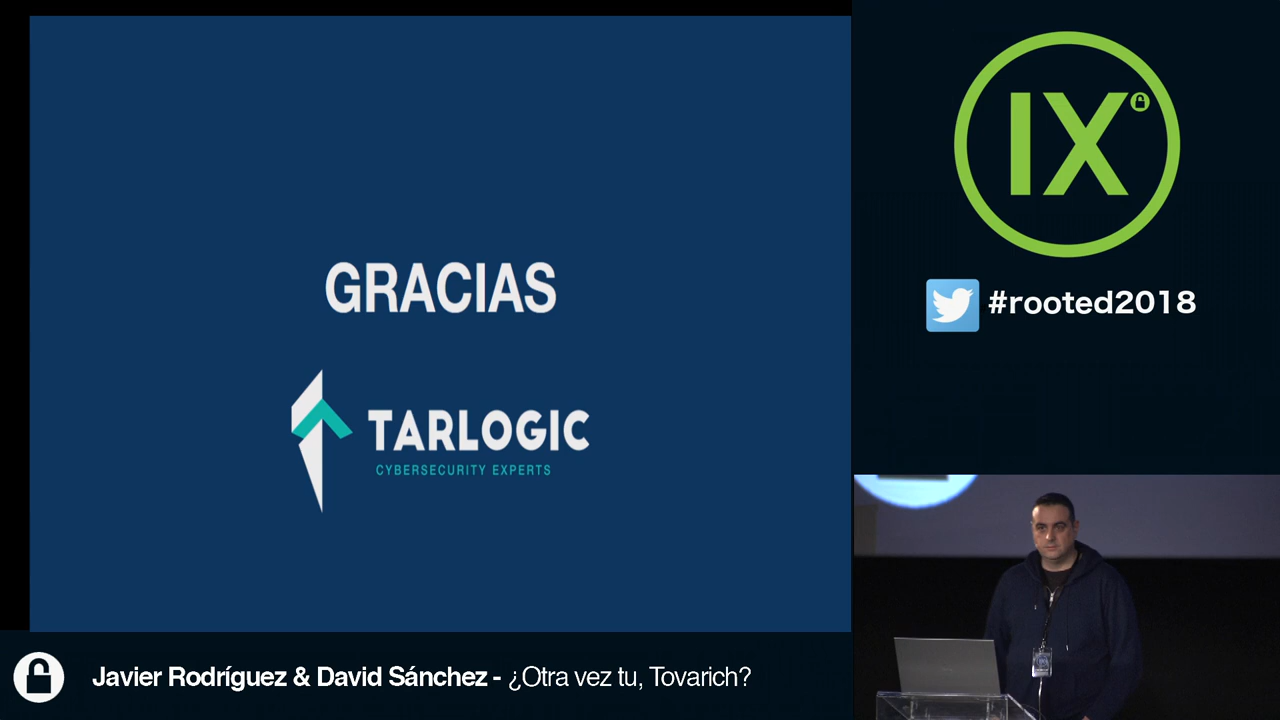 GRACIAS
TARLOGIC
CYBERSECURITY EXPERTS
IX
#rooted2018
Javier Rodríguez & David Sánchez - ¿Otra vez tu, Tovarich?